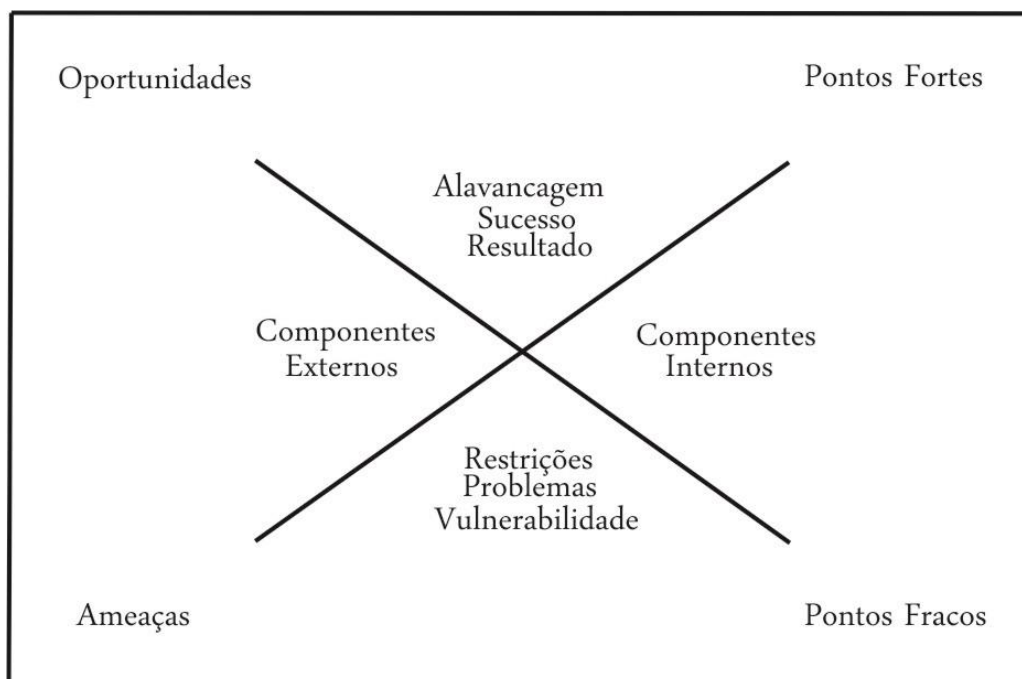 Oportunidades
Pontos Fortes
Alavancagem
Sucesso
Resultado
Componentes
Externos
Componentes
Internos
Restrições
Problemas
Vulnerabilidade
Ameaças
Pontos Fracos